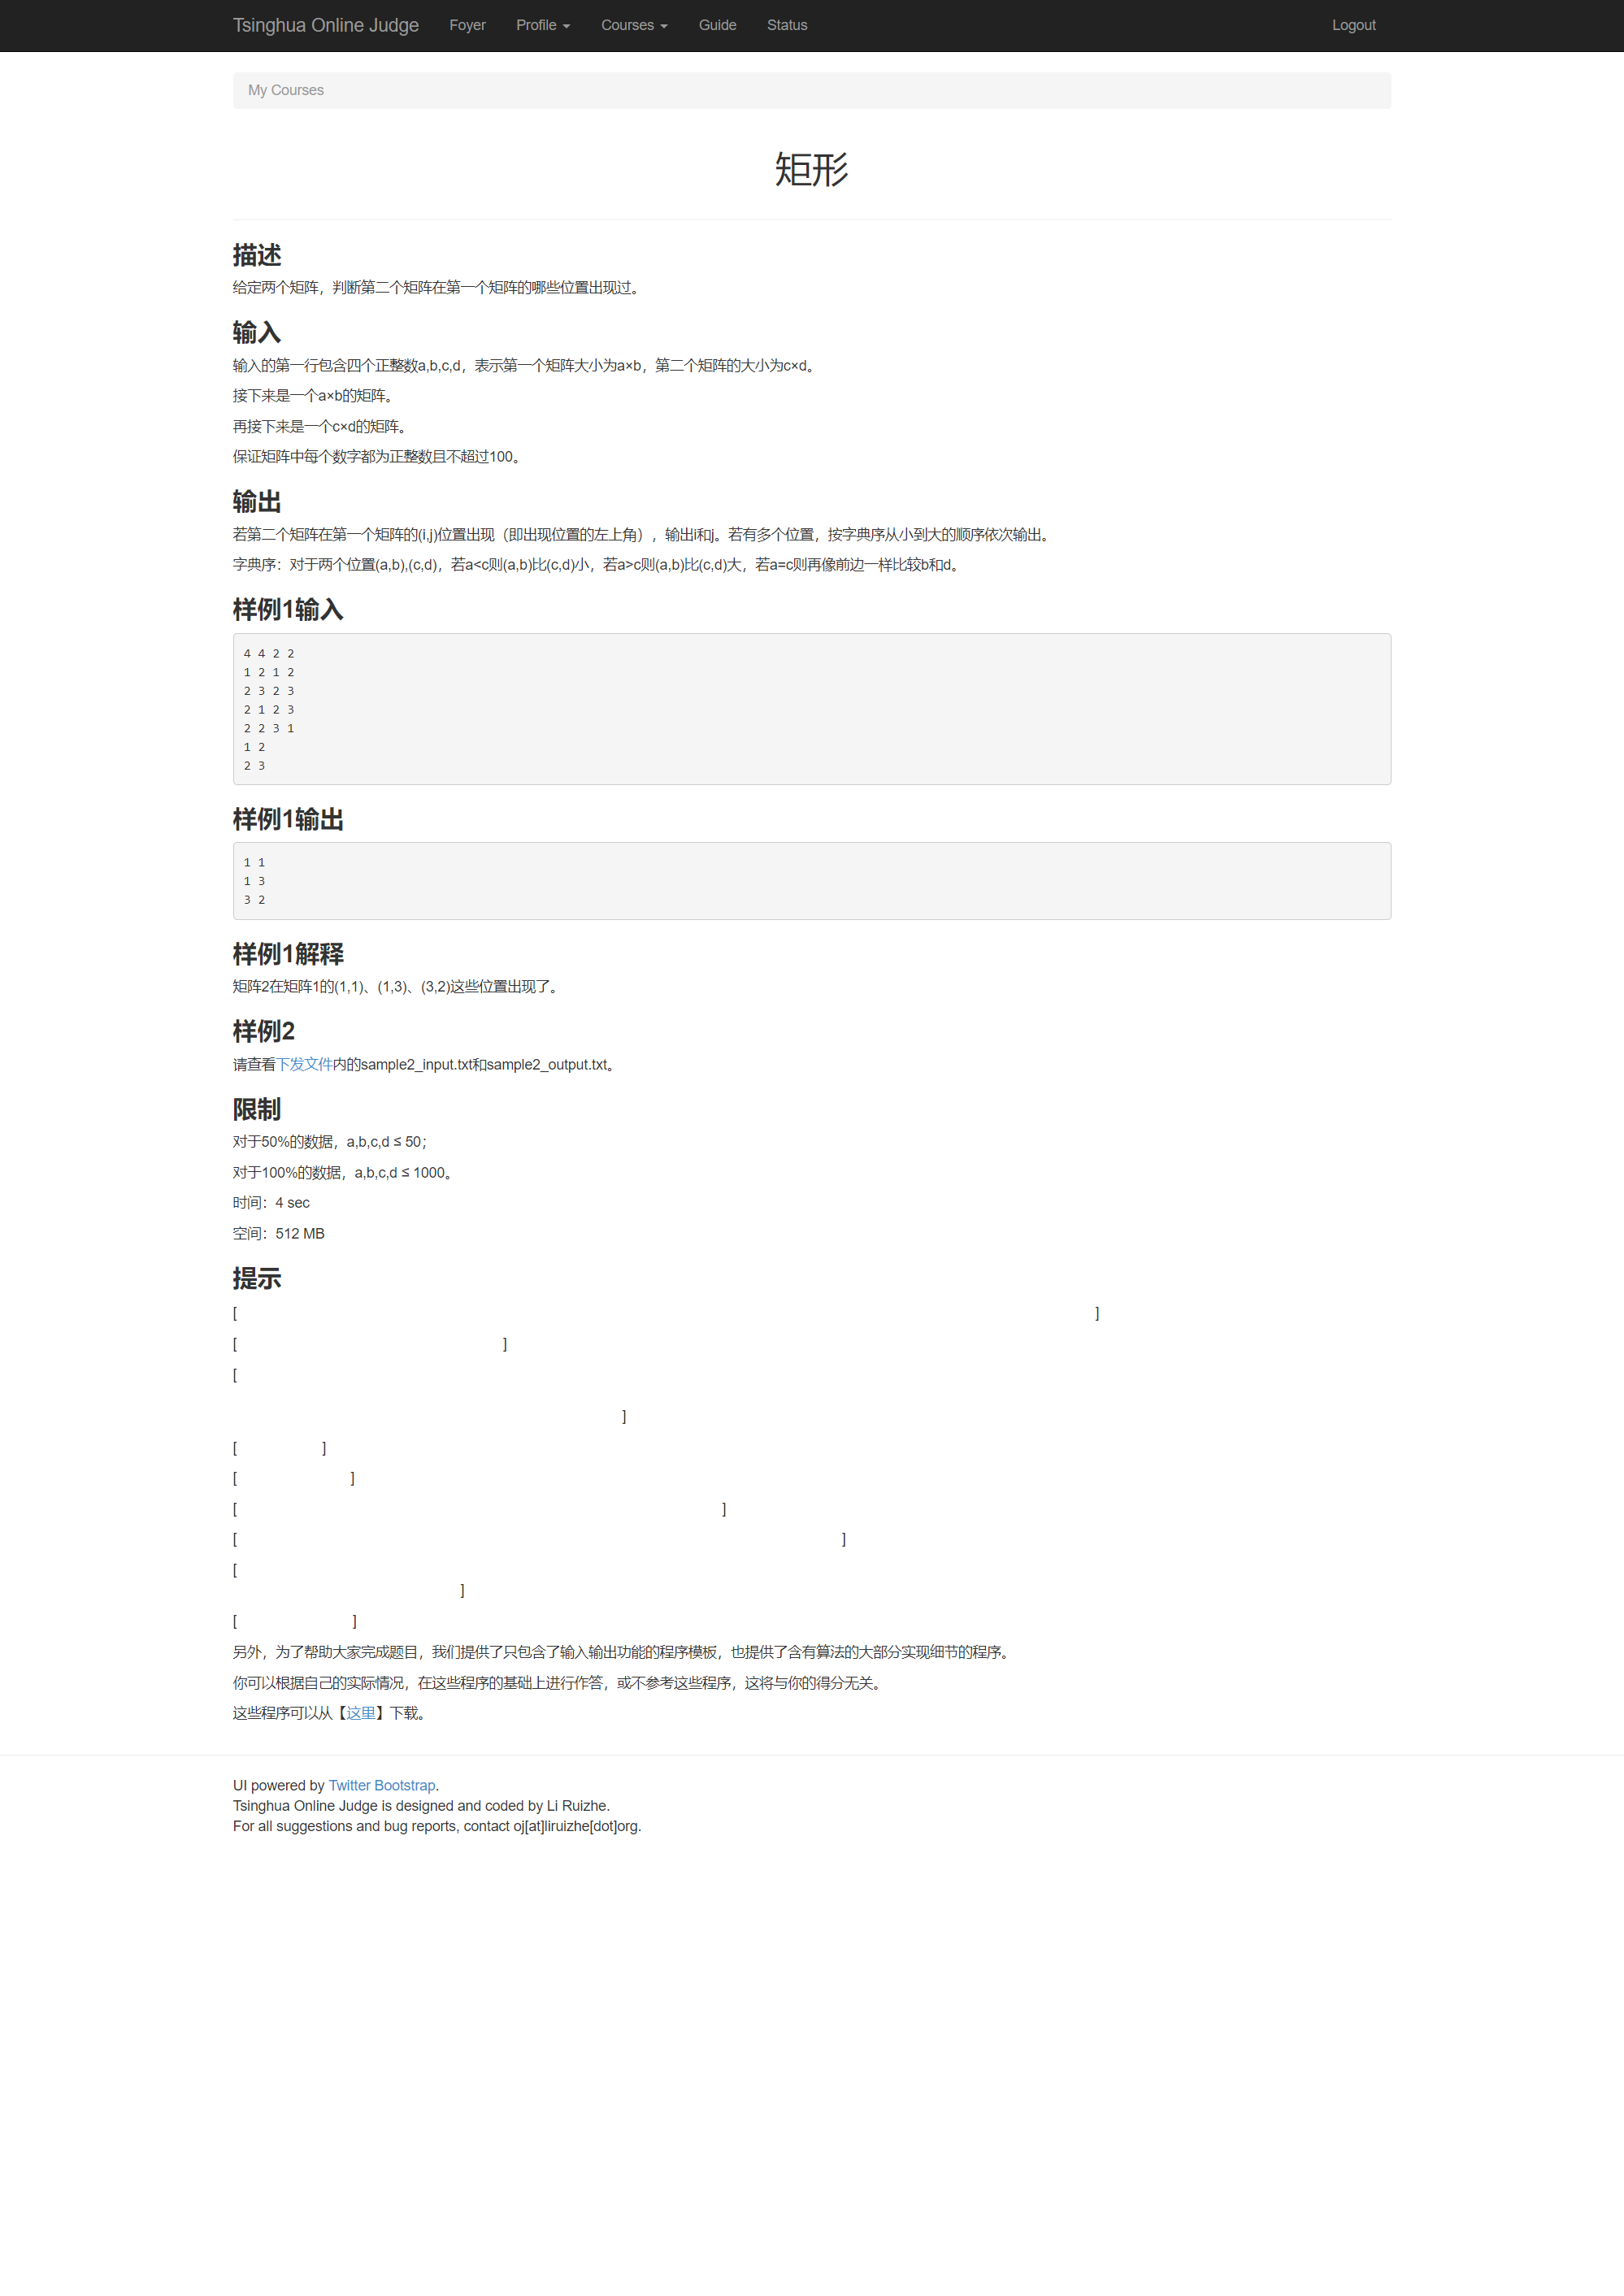 Tsinghua Online Judge Foyer Profile Courses Guide Status Logout
My Courses
矩形
描述
给定两个矩阵，判断第二个矩阵在第一个矩阵的哪些位置出现过。
输入
输入的第一行包含四个正整数a,b,c,d，表示第一个矩阵大小为a×b，第二个矩阵的大小为c×d。
接下来是一个a×b的矩阵。
再接下来是一个c×d的矩阵。
保证矩阵中每个数字都为正整数且不超过100。
输出
若第二个矩阵在第一个矩阵的(i,j)位置出现（即出现位置的左上角），输出i和j。若有多个位置，按字典序从小到大的顺序依次输出。
字典序：对于两个位置(a,b),(c,d)，若a<c则(a,b)比(c,d)小，若a>c则(a,b)比(c,d)大，若a=c则再像前边一样比较b和d。
样例1输入
4 4 2 2
1 2 1 2
2 3 2 3
2 1 2 3
2 2 3 1
1 2
2 3
样例1输出
1 1
1 3
3 2
样例1解释
矩阵2在矩阵1的(1,1)、(1,3)、(3,2)这些位置出现了。
样例2
请查看下发文件内的sample2_input.txt和sample2_output.txt。
限制
对于50%的数据，a,b,c,d ≤ 50；
对于100%的数据，a,b,c,d ≤ 1000。
时间：4 sec
空间：512 MB
提示
[ ]
[ ]
[
]
[ ]
[ ]
[ ]
[ ]
[
]
[ ]
另外，为了帮助大家完成题目，我们提供了只包含了输入输出功能的程序模板，也提供了含有算法的大部分实现细节的程序。
你可以根据自己的实际情况，在这些程序的基础上进行作答，或不参考这些程序，这将与你的得分无关。
这些程序可以从【这里】下载。
UI powered by Twitter Bootstrap.
Tsinghua Online Judge is designed and coded by Li Ruizhe.
For all suggestions and bug reports, contact oj[at]liruizhe[dot]org.